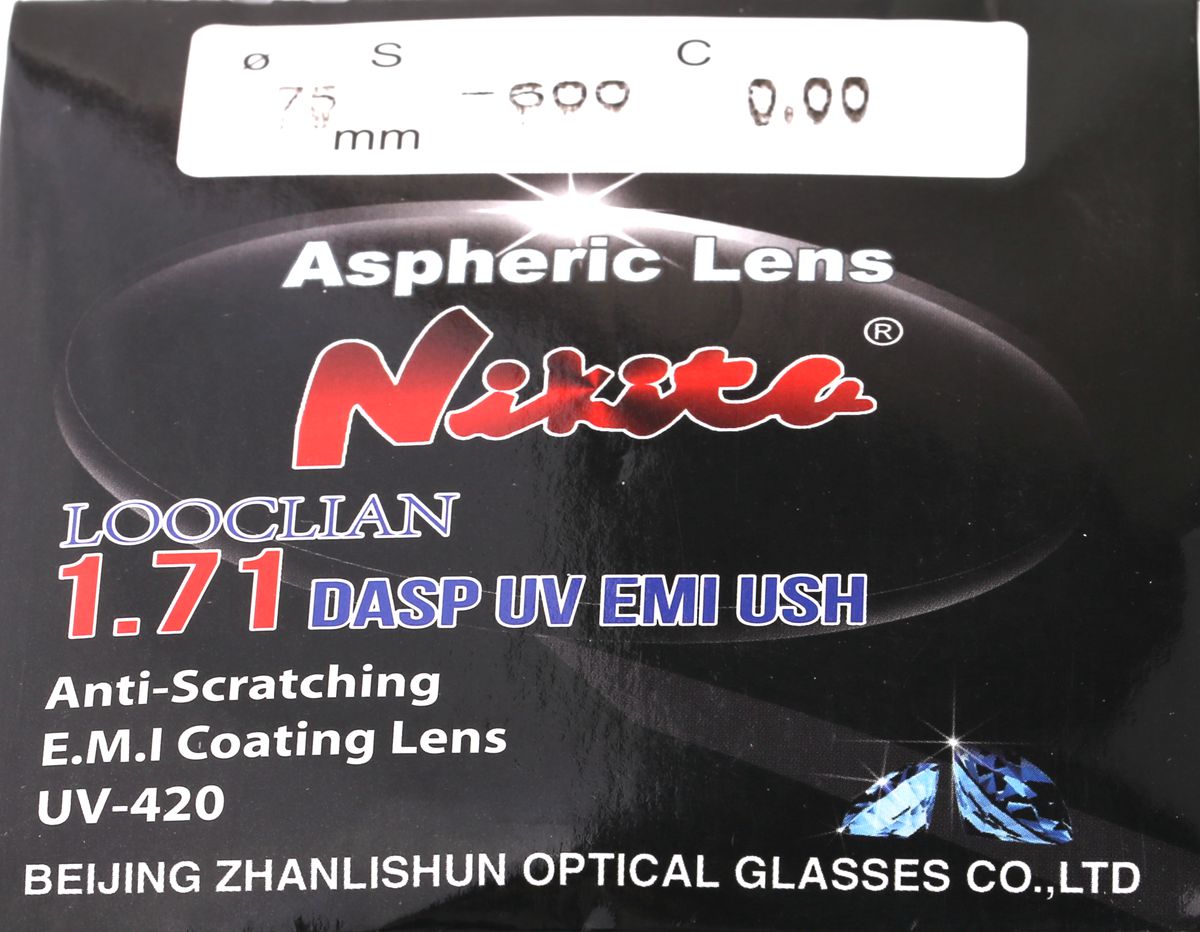 ø S C
75 mm -600 0.00
Aspheric Lens
Nikita ®
LOOCLIAN
1.71 DASP UV EMI USH
Anti-Scratching
E.M.I Coating Lens
UV-420
BEIJING ZHANLISHUN OPTICAL GLASSES CO.,LTD